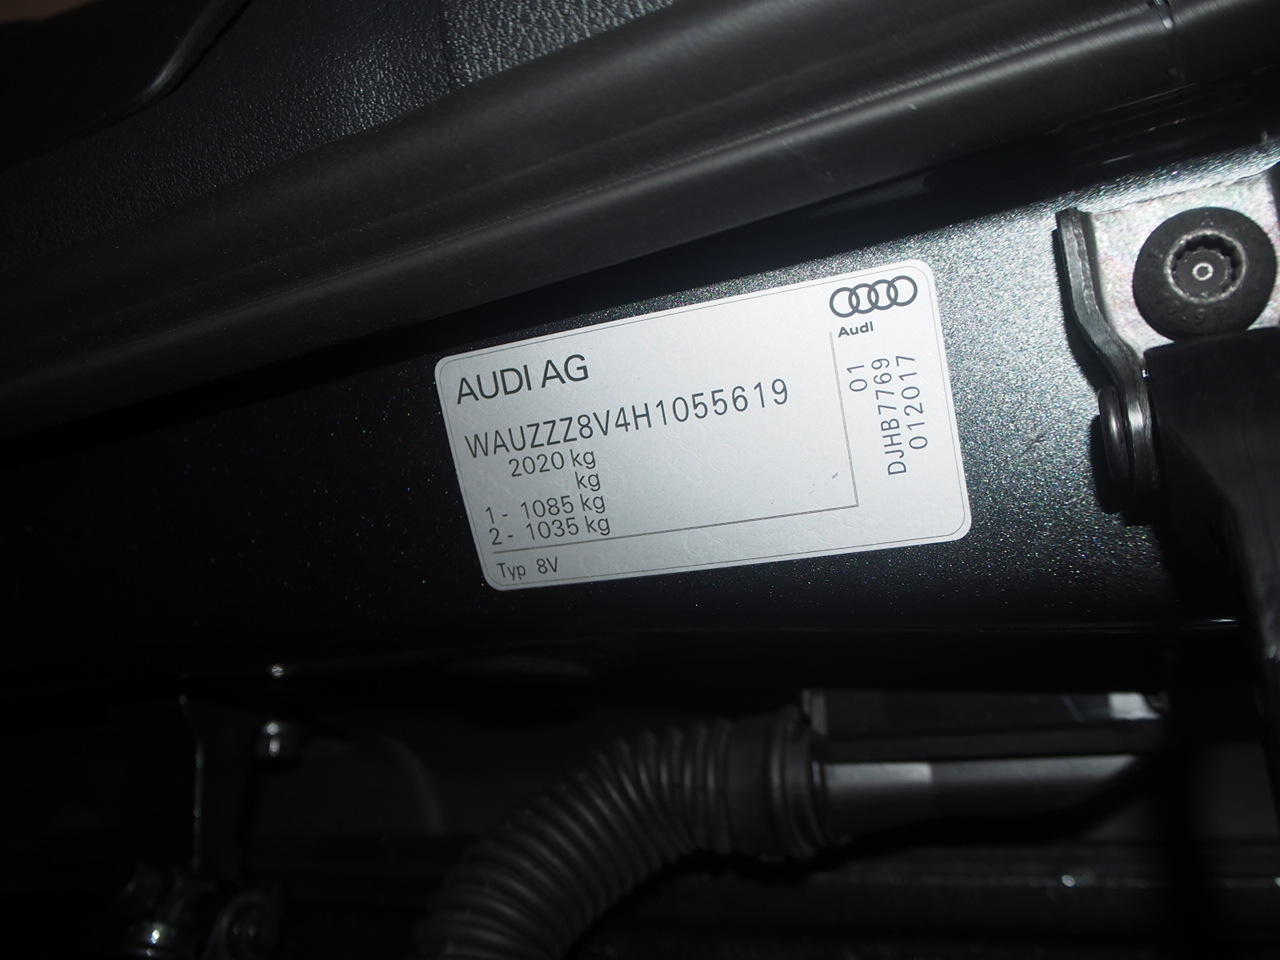 AUDI AG
Audi
WAUZZZ8V4H1055619
2020 kg
kg
1 - 1085 kg
2 - 1035 kg
Typ 8V
01
DJHB7769
012017